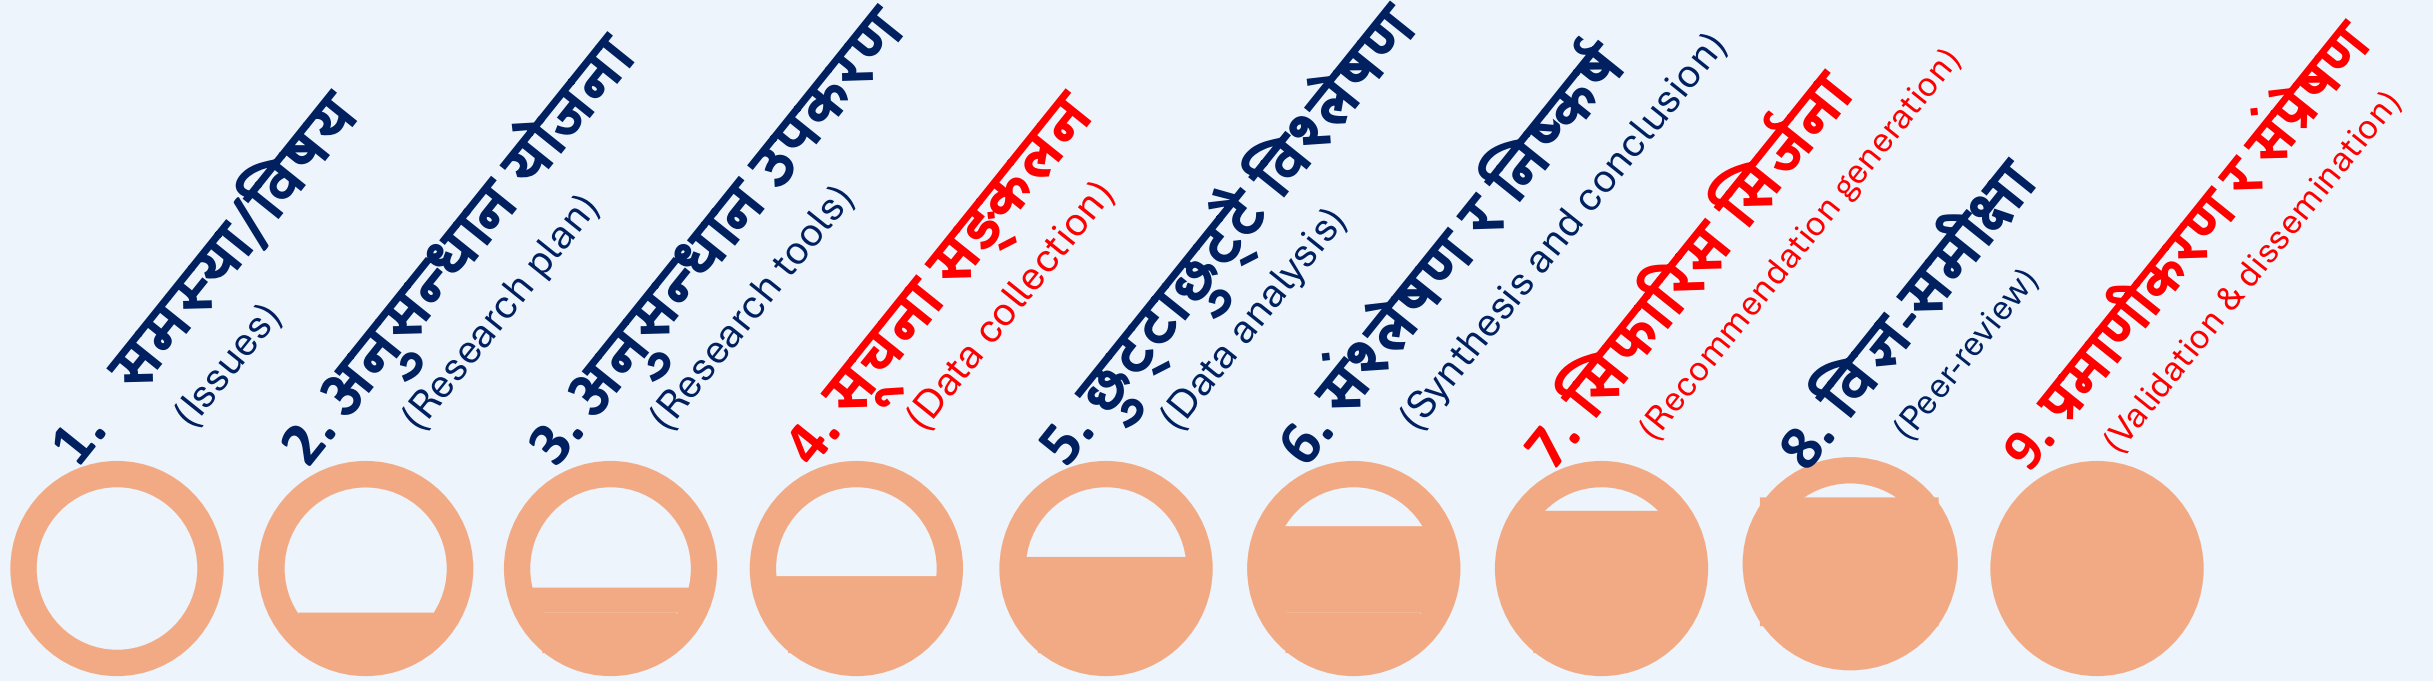 1. समस्या/विषय
(Issues)
2. अनुसन्धान योजना
(Research plan)
3. अनुसन्धान उपकरण
(Research tools)
4. सूचना सङ्कलन
(Data collection)
5. छुट्टाछुट्टै विश्लेषण
(Data analysis)
6. संश्लेषण र निष्कर्ष
(Synthesis and conclusion)
7. सिफारिस सिर्जना
(Recommendation generation)
8. विज्ञ-समीक्षा
(Peer-review)
9. प्रमाणीकरण र संप्रेषण
(Validation & dissemination)